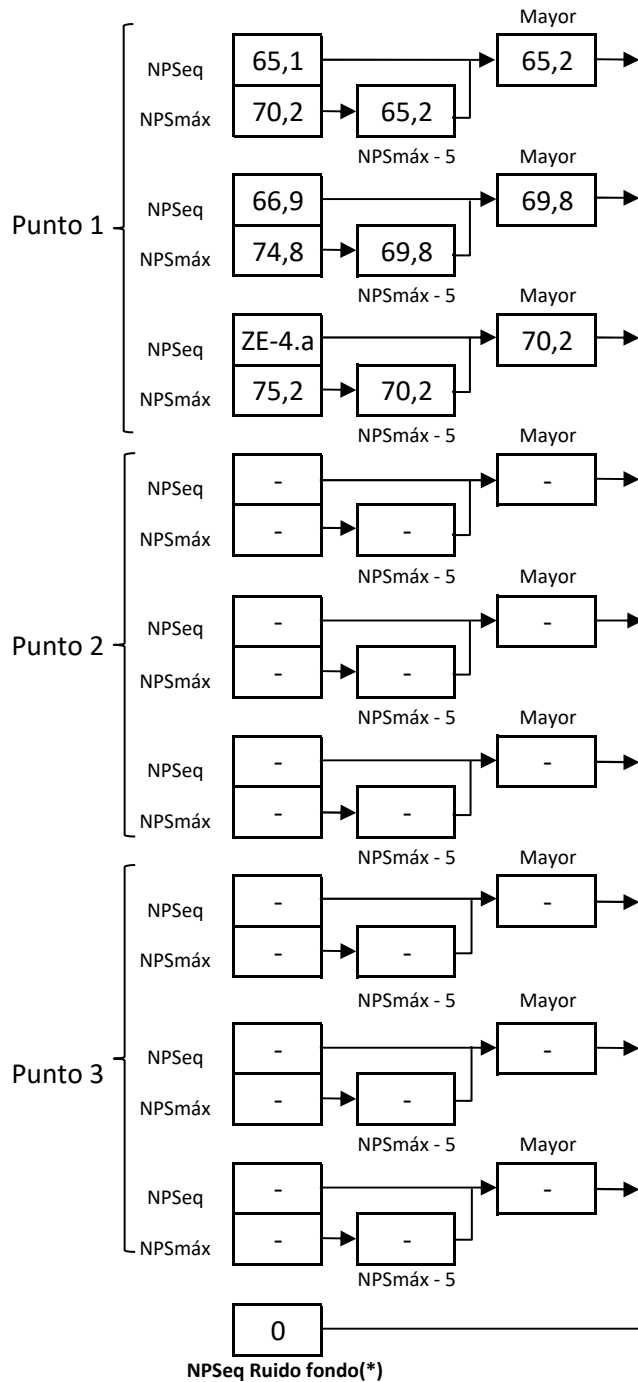 Mayor
NPSeq 65,1 65,2
NPSmáx 70,2 65,2
NPSmáx - 5 Mayor
Punto 1
NPSeq 66,9 69,8
NPSmáx 74,8 69,8
NPSmáx - 5 Mayor
NPSeq ZE-4.a 70,2
NPSmáx 75,2 70,2
NPSmáx - 5 Mayor
NPSeq - -
NPSmáx - -
NPSmáx - 5 Mayor
Punto 2
NPSeq - -
NPSmáx - -
NPSmáx - 5 Mayor
NPSeq - -
NPSmáx - -
NPSmáx - 5 Mayor
NPSeq - -
NPSmáx - -
NPSmáx - 5 Mayor
Punto 3
NPSeq - -
NPSmáx - -
NPSmáx - 5 Mayor
NPSeq - -
NPSmáx - -
NPSmáx - 5
0
NPSeq Ruido fondo(*)